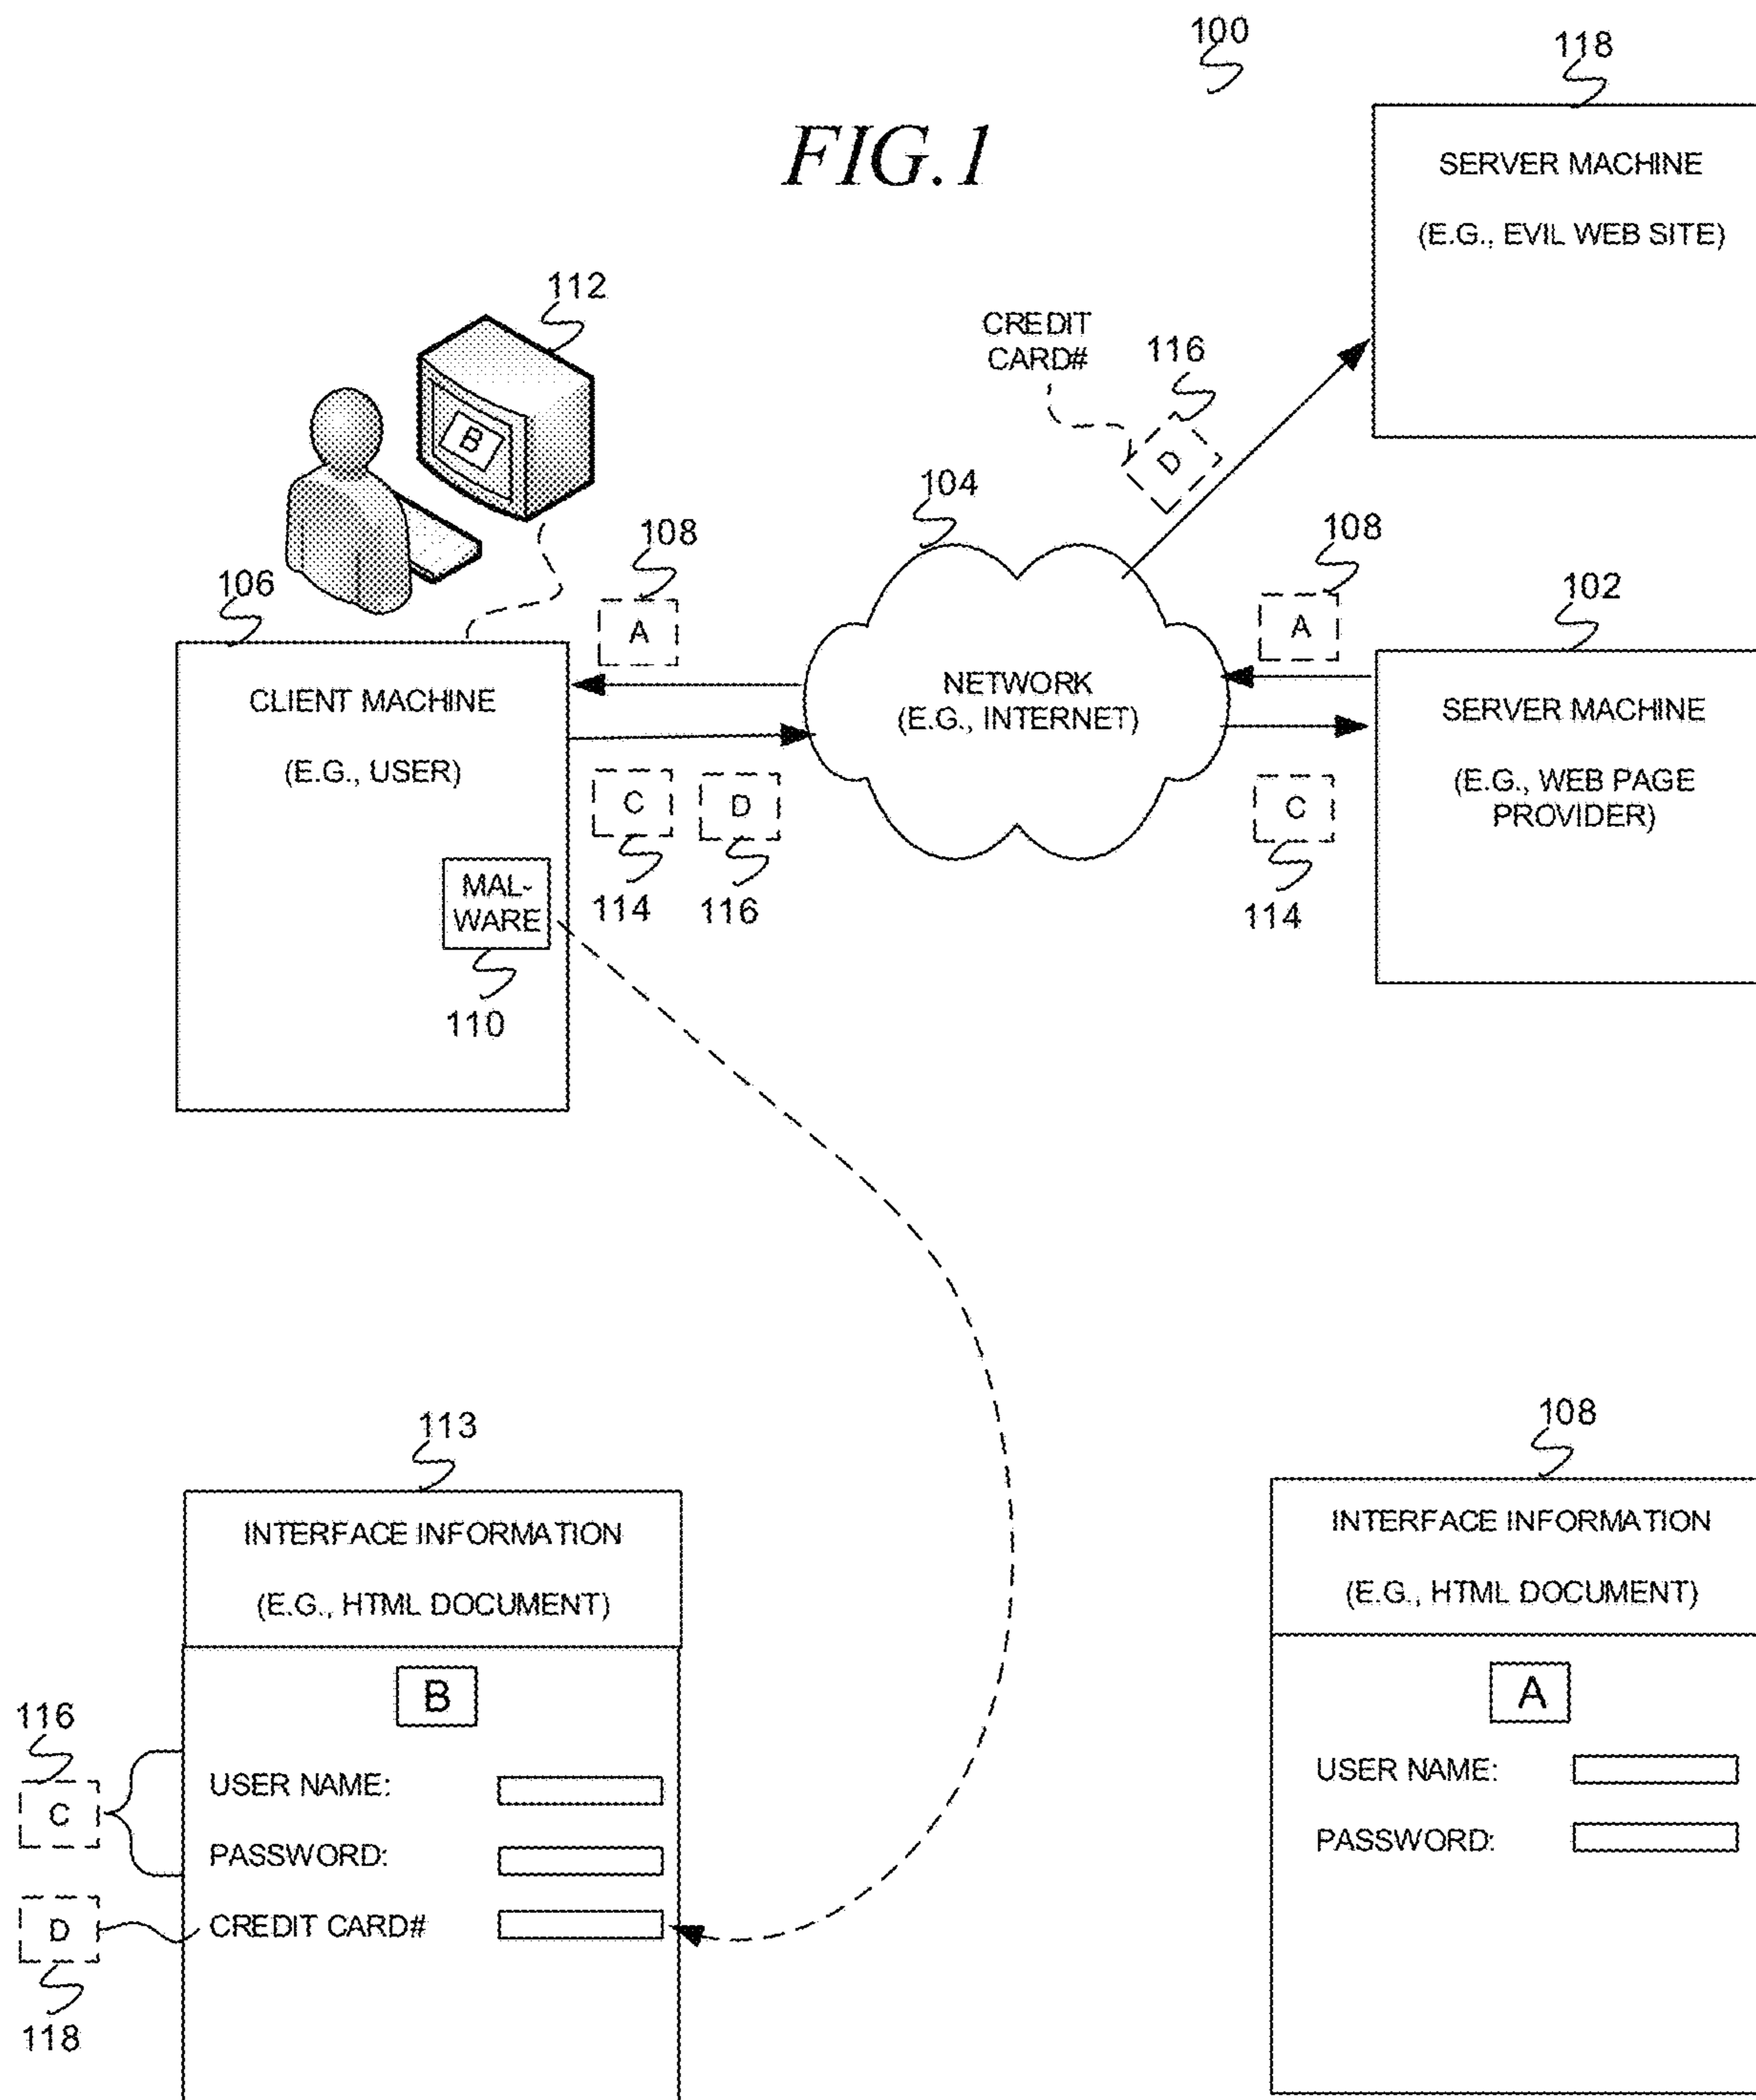 100
118
FIG.1
SERVER MACHINE
(E.G., EVIL WEB SITE)
112
CREDIT
CARD#
116
D
B
104
108
108
106
102
A
A
CLIENT MACHINE
(E.G., USER)
NETWORK
(E.G., INTERNET)
SERVER MACHINE
(E.G., WEB PAGE
PROVIDER)
C
D
C
114
116
114
MAL-
WARE
110
113
108
INTERFACE INFORMATION
(E.G., HTML DOCUMENT)
INTERFACE INFORMATION
(E.G., HTML DOCUMENT)
B
A
116
C
USER NAME:
PASSWORD:
D
CREDIT CARD#
118
USER NAME:
PASSWORD: